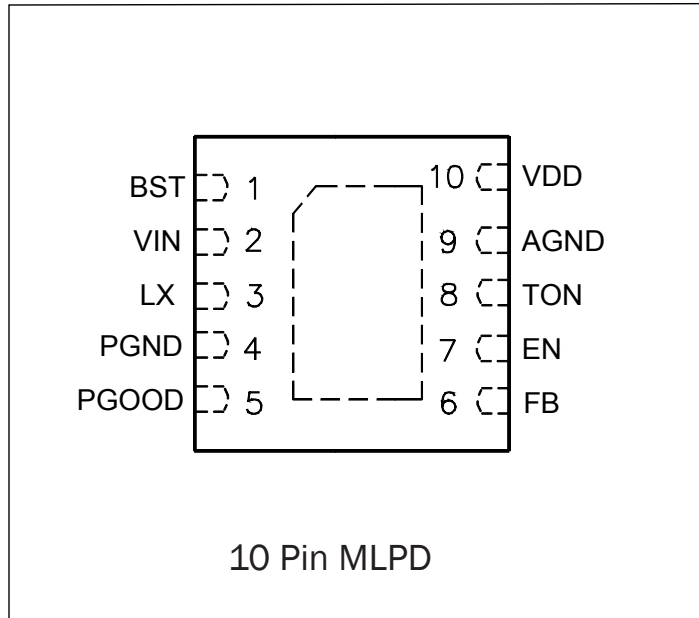 BST 1 10 VDD
VIN 2 9 AGND
LX 3 8 TON
PGND 4 7 EN
PGOOD 5 6 FB
10 Pin MLPD